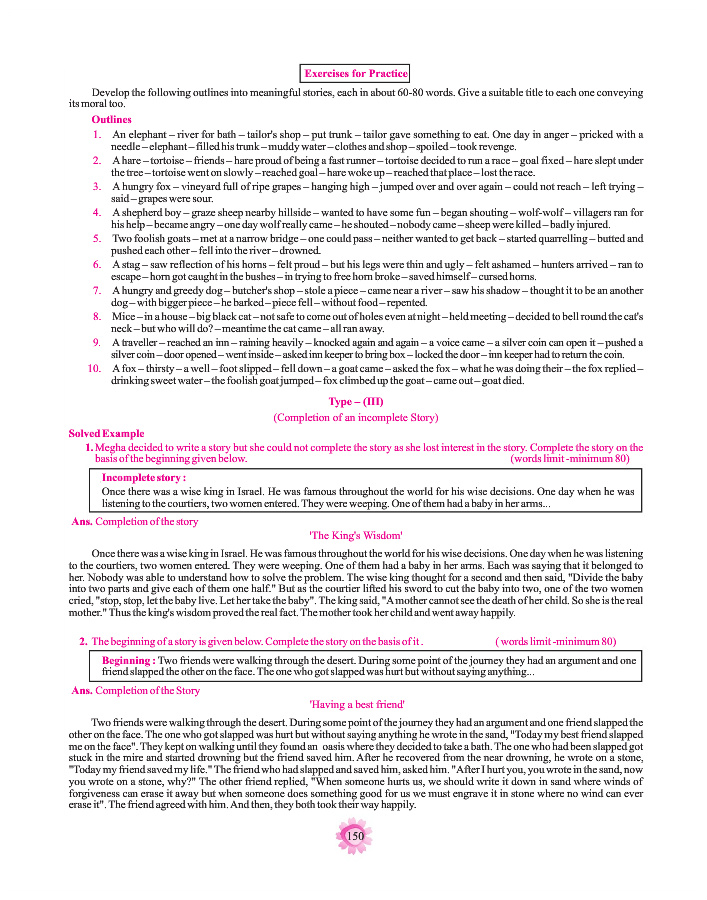 Exercises for Practice
Develop the following outlines into meaningful stories, each in about 60-80 words. Give a suitable title to each one conveying
its moral too.
Outlines
1. An elephant – river for bath – tailor's shop – put trunk – tailor gave something to eat. One day in anger – pricked with a
needle – elephant – filled his trunk – muddy water – clothes and shop – spoiled – took revenge.
2. A hare – tortoise – friends – hare proud of being a fast runner – tortoise decided to run a race – goal fixed – hare slept under
the tree – tortoise went on slowly – reached goal – hare woke up – reached that place – lost the race.
3. A hungry fox – vineyard full of ripe grapes – hanging high – jumped over and over again – could not reach – left trying –
said – grapes were sour.
4. A shepherd boy – graze sheep nearby hillside – wanted to have some fun – began shouting – wolf-wolf – villagers ran for
his help – became angry – one day wolf really came – he shouted – nobody came – sheep were killed – badly injured.
5. Two foolish goats – met at a narrow bridge – one could pass – neither wanted to get back – started quarrelling – butted and
pushed each other – fell into the river – drowned.
6. A stag – saw reflection of his horns – felt proud – but his legs were thin and ugly – felt ashamed – hunters arrived – ran to
escape – horn got caught in the bushes – in trying to free horn broke – saved himself – cursed horns.
7. A hungry and greedy dog – butcher's shop – stole a piece – came near a river – saw his shadow – thought it to be an another
dog – with bigger piece – he barked – piece fell – without food – repented.
8. Mice – in a house – big black cat – not safe to come out of holes even at night – held meeting – decided to bell round the cat's
neck – but who will do? – meantime the cat came – all ran away.
9. A traveller – reached an inn – raining heavily – knocked again and again – a voice came – a silver coin can open it – pushed a
silver coin – door opened – went inside – asked inn keeper to bring box – locked the door – inn keeper had to return the coin.
10. A fox – thirsty – a well – foot slipped – fell down – a goat came – asked the fox – what he was doing their – the fox replied –
drinking sweet water – the foolish goat jumped – fox climbed up the goat – came out – goat died.
Type – (III)
(Completion of an incomplete Story)
Solved Example
1. Megha decided to write a story but she could not complete the story as she lost interest in the story. Complete the story on the
basis of the beginning given below. (words limit -minimum 80)
Incomplete story :
Once there was a wise king in Israel. He was famous throughout the world for his wise decisions. One day when he was
listening to the courtiers, two women entered. They were weeping. One of them had a baby in her arms...
Ans. Completion of the story
'The King's Wisdom'
Once there was a wise king in Israel. He was famous throughout the world for his wise decisions. One day when he was listening
to the courtiers, two women entered. They were weeping. One of them had a baby in her arms. Each was saying that it belonged to
her. Nobody was able to understand how to solve the problem. The wise king thought for a second and then said, "Divide the baby
into two parts and give each of them one half." But as the courtier lifted his sword to cut the baby into two, one of the two women
cried, "stop, stop, let the baby live. Let her take the baby". The king said, "A mother cannot see the death of her child. So she is the real
mother." Thus the king's wisdom proved the real fact. The mother took her child and went away happily.
2. The beginning of a story is given below. Complete the story on the basis of it . ( words limit -minimum 80)
Beginning : Two friends were walking through the desert. During some point of the journey they had an argument and one
friend slapped the other on the face. The one who got slapped was hurt but without saying anything...
Ans. Completion of the Story
'Having a best friend'
Two friends were walking through the desert. During some point of the journey they had an argument and one friend slapped the
other on the face. The one who got slapped was hurt but without saying anything he wrote in the sand, "Today my best friend slapped
me on the face". They kept on walking until they found an oasis where they decided to take a bath. The one who had been slapped got
stuck in the mire and started drowning but the friend saved him. After he recovered from the near drowning, he wrote on a stone,
"Today my friend saved my life." The friend who had slapped and saved him, asked him. "After I hurt you, you wrote in the sand, now
you wrote on a stone, why?" The other friend replied, "When someone hurts us, we should write it down in sand where winds of
forgiveness can erase it away but when someone does something good for us we must engrave it in stone where no wind can ever
erase it". The friend agreed with him. And then, they both took their way happily.
150